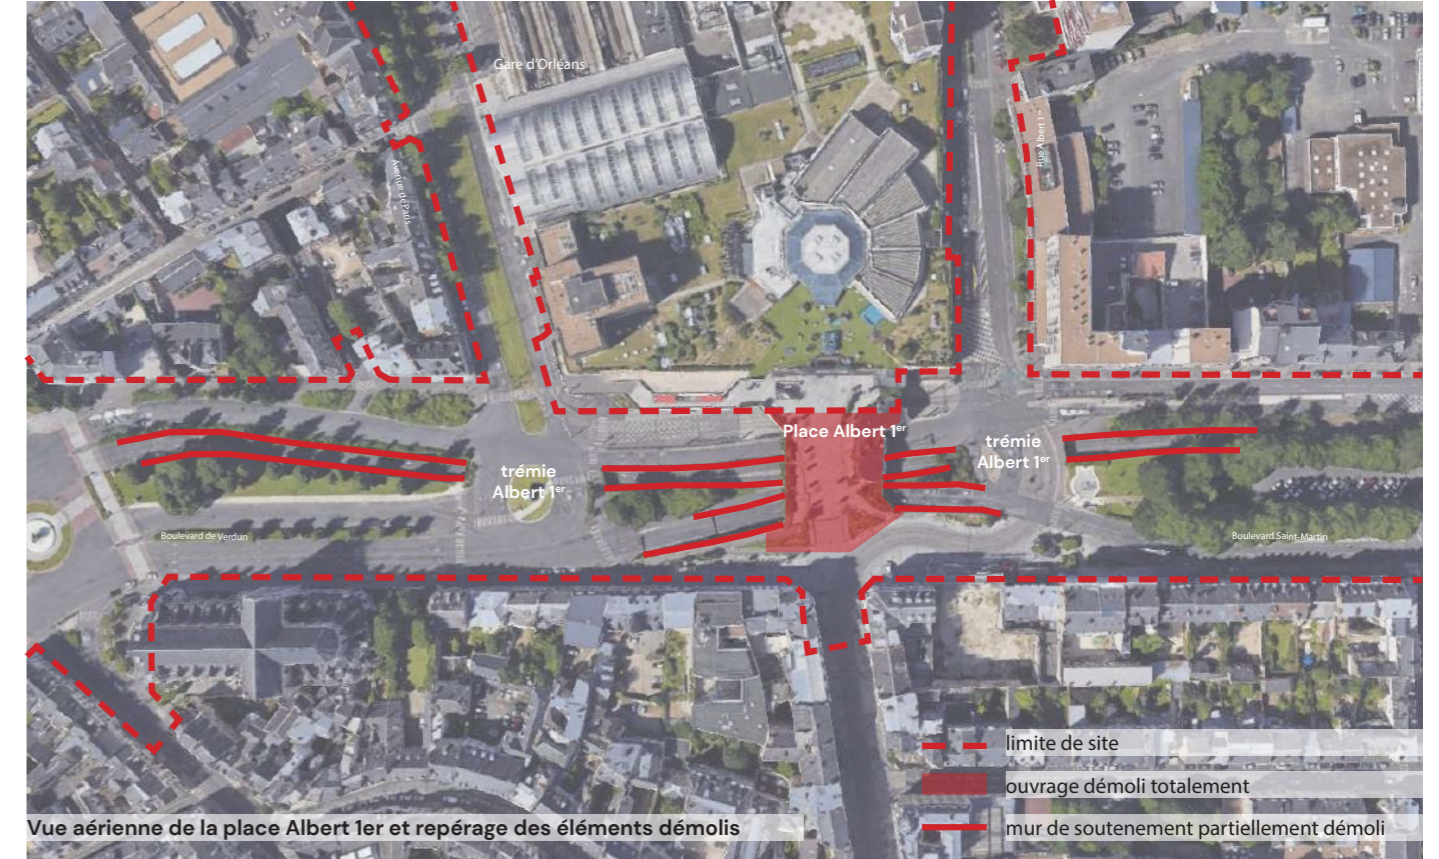 Gare d'Orléans
Rue Albert 1er
Avenue de Paris
Place Albert 1er
trémie
Albert 1er
trémie
Albert 1er
Boulevard de Verdun
Boulevard Saint-Martin
limite de site
ouvrage démoli totalement
mur de soutenement partiellement démoli
Vue aérienne de la place Albert 1er et repérage des éléments démolis